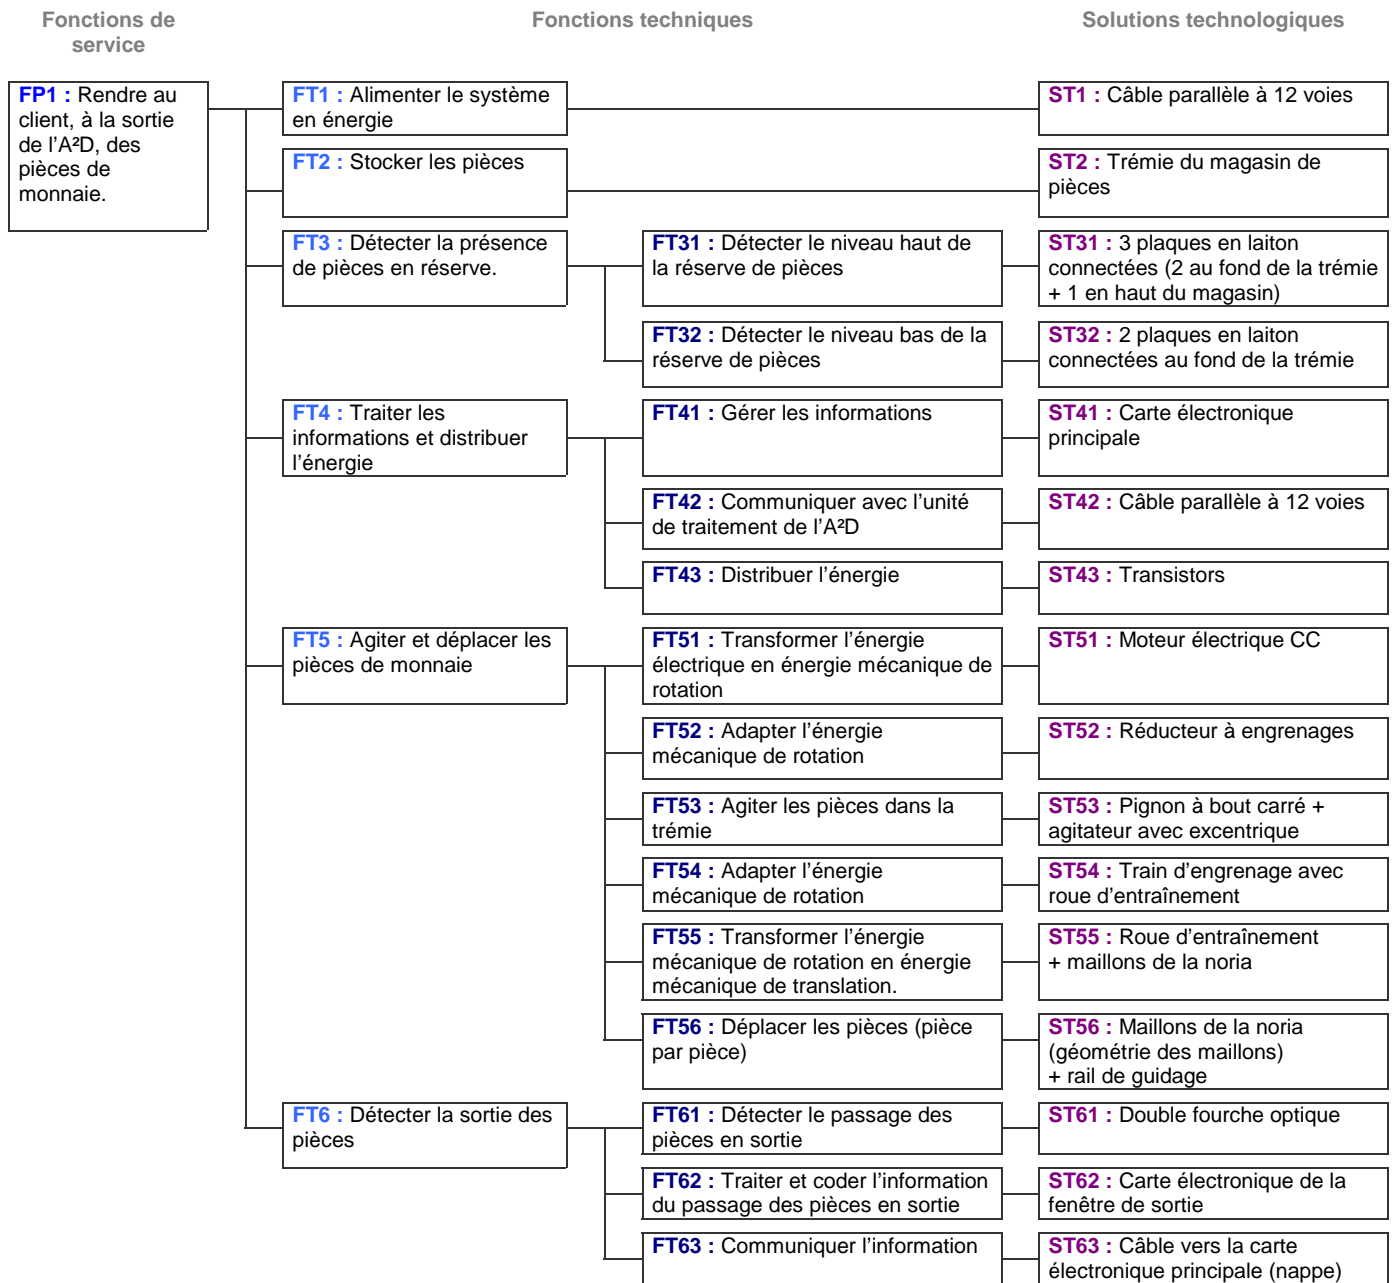 Fonctions de
service
Fonctions techniques
Solutions technologiques
FP1 : Rendre au
client, à la sortie
de l'A²D, des
pièces de
monnaie.
FT1 : Alimenter le système
en énergie
ST1 : Câble parallèle à 12 voies
FT2 : Stocker les pièces
ST2 : Trémie du magasin de
pièces
FT3 : Détecter la présence
de pièces en réserve.
FT31 : Détecter le niveau haut de
la réserve de pièces
ST31 : 3 plaques en laiton
connectées (2 au fond de la trémie
+ 1 en haut du magasin)
FT32 : Détecter le niveau bas de la
réserve de pièces
ST32 : 2 plaques en laiton
connectées au fond de la trémie
FT4 : Traiter les
informations et distribuer
l'énergie
FT41 : Gérer les informations
ST41 : Carte électronique
principale
FT42 : Communiquer avec l'unité
de traitement de l'A²D
ST42 : Câble parallèle à 12 voies
FT43 : Distribuer l'énergie
ST43 : Transistors
FT5 : Agiter et déplacer les
pièces de monnaie
FT51 : Transformer l'énergie
électrique en énergie mécanique de
rotation
ST51 : Moteur électrique CC
FT52 : Adapter l'énergie
mécanique de rotation
ST52 : Réducteur à engrenages
FT53 : Agiter les pièces dans la
trémie
ST53 : Pignon à bout carré +
agitateur avec excentrique
FT54 : Adapter l'énergie
mécanique de rotation
ST54 : Train d'engrenage avec
roue d'entraînement
FT55 : Transformer l'énergie
mécanique de rotation en énergie
mécanique de translation.
ST55 : Roue d'entraînement
+ maillons de la noria
FT56 : Déplacer les pièces (pièce
par pièce)
ST56 : Maillons de la noria
(géométrie des maillons)
+ rail de guidage
FT6 : Détecter la sortie des
pièces
FT61 : Détecter le passage des
pièces en sortie
ST61 : Double fourche optique
FT62 : Traiter et coder l'information
du passage des pièces en sortie
ST62 : Carte électronique de la
fenêtre de sortie
FT63 : Communiquer l'information
ST63 : Câble vers la carte
électronique principale (nappe)